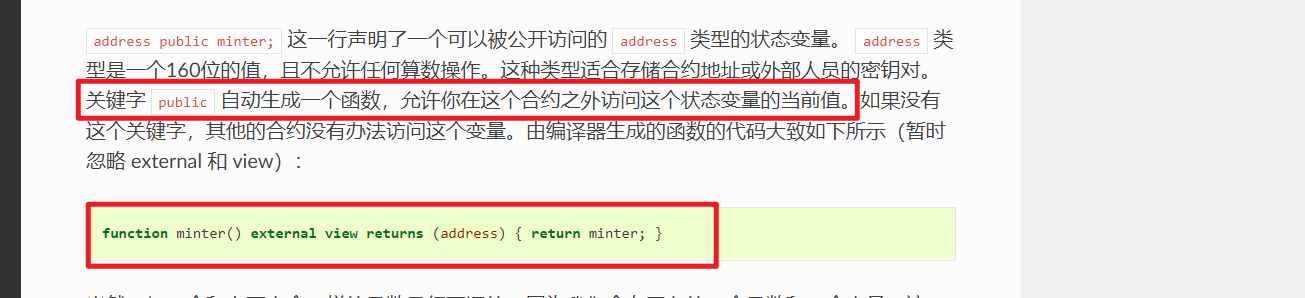 address public minter; 这一行声明了一个可以被公开访问的 address 类型的状态变量。 address 类
型是一个160位的值，且不允许任何算数操作。这种类型适合存储合约地址或外部人员的密钥对。
关键字 public 自动生成一个函数，允许你在这个合约之外访问这个状态变量的当前值。如果没有
这个关键字，其他的合约没有办法访问这个变量。由编译器生成的函数的代码大致如下所示（暂时
忽略 external 和 view）：
function minter() external view returns (address) { return minter; }